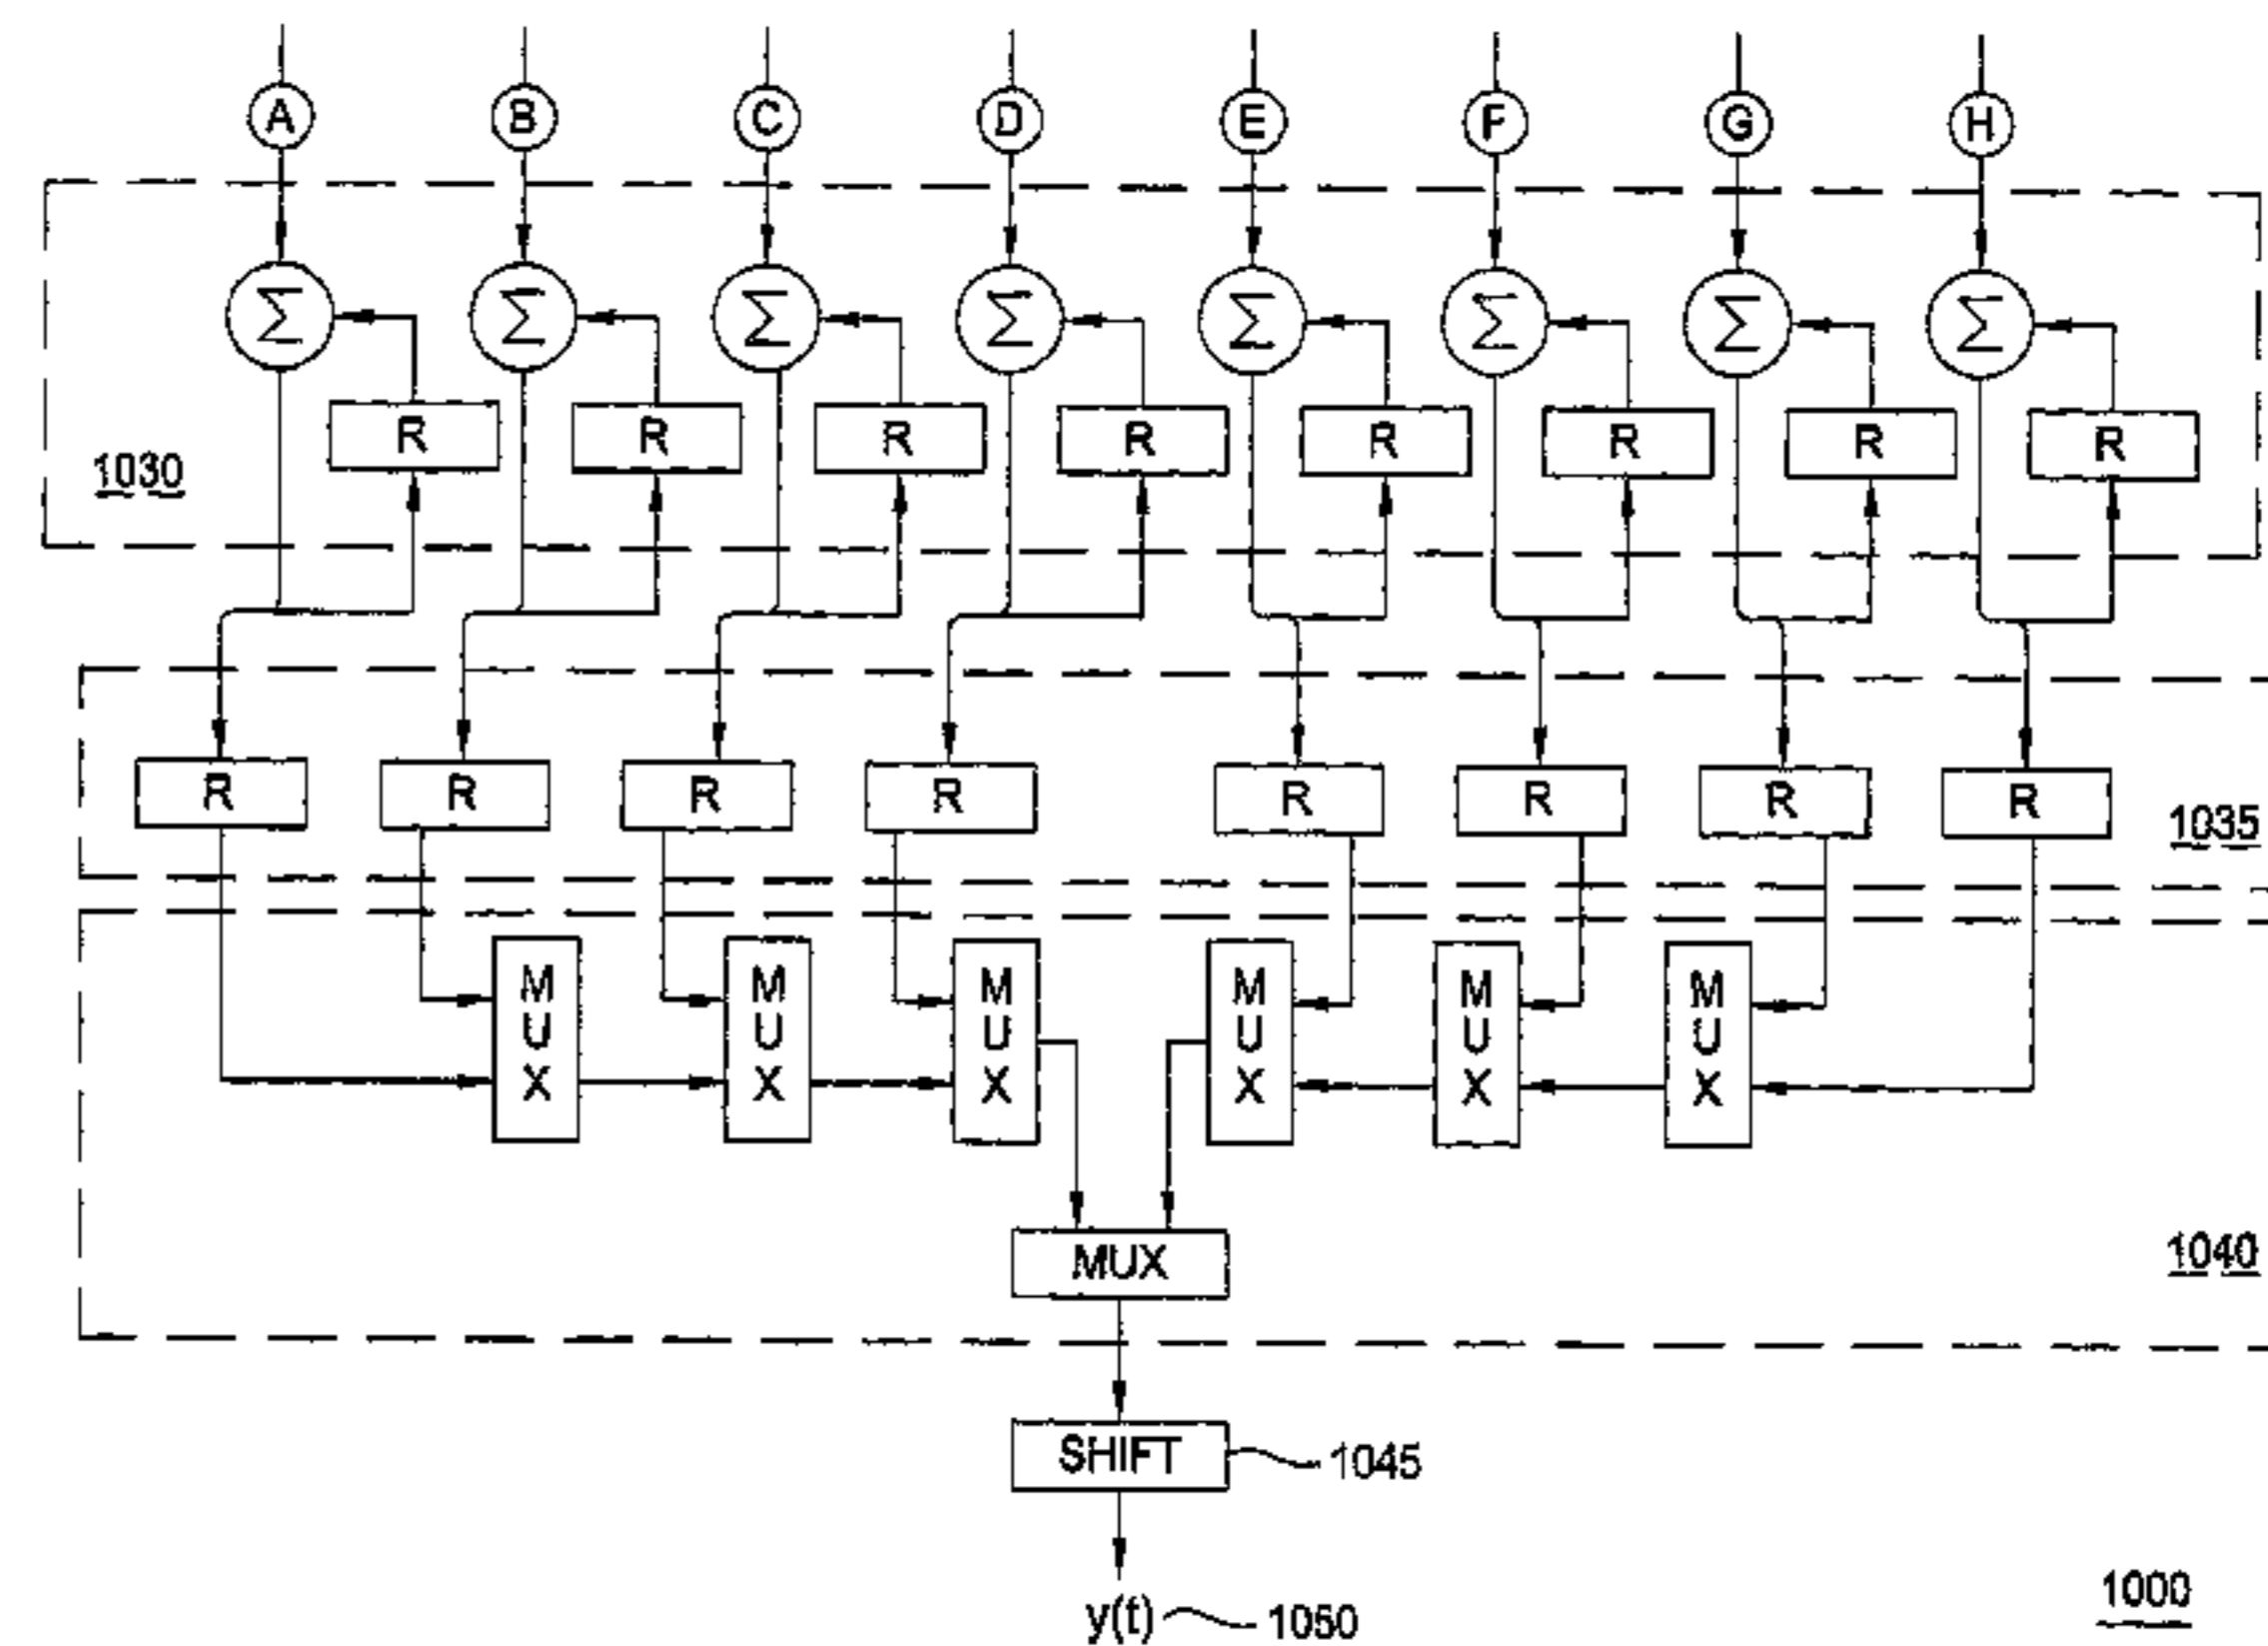 A B C D E F G H
Σ Σ Σ Σ Σ Σ Σ Σ
R R R R R R R R
1030
R R R R R R R R
1035
MUX MUX MUX MUX MUX MUX
MUX
1040
SHIFT 1045
y(t) 1050
1000